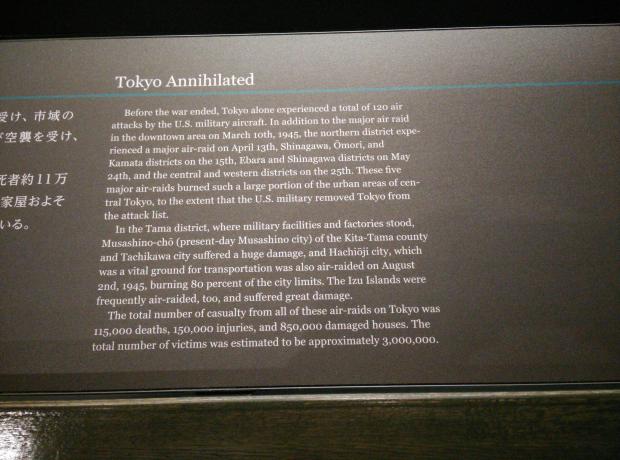 Tokyo Annihilated
Before the war ended, Tokyo alone experienced a total of 120 air
attacks by the U.S. military aircraft. In addition to the major air raid
in the downtown area on March 10th, 1945, the northern district expe-
rienced a major air-raid on April 13th, Shinagawa, Ōmori, and
Kamata districts on the 15th, Ebara and Shinagawa districts on May
24th, and the central and western districts on the 25th. These five
major air-raids burned such a large portion of the urban areas of cen-
tral Tokyo, to the extent that the U.S. military removed Tokyo from
the attack list.
In the Tama district, where military facilities and factories stood,
Musashino-chō (present-day Musashino city) of the Kita-Tama county
and Tachikawa city suffered a huge damage, and Hachiōji city, which
was a vital ground for transportation was also air-raided on August
2nd, 1945, burning 80 percent of the city limits. The Izu Islands were
frequently air-raided, too, and suffered great damage.
The total number of casualty from all of these air-raids on Tokyo was
115,000 deaths, 150,000 injuries, and 850,000 damaged houses. The
total number of victims was estimated to be approximately 3,000,000.
受け、市域の
空襲を受け、
死者約11万
家屋およそ
いる。